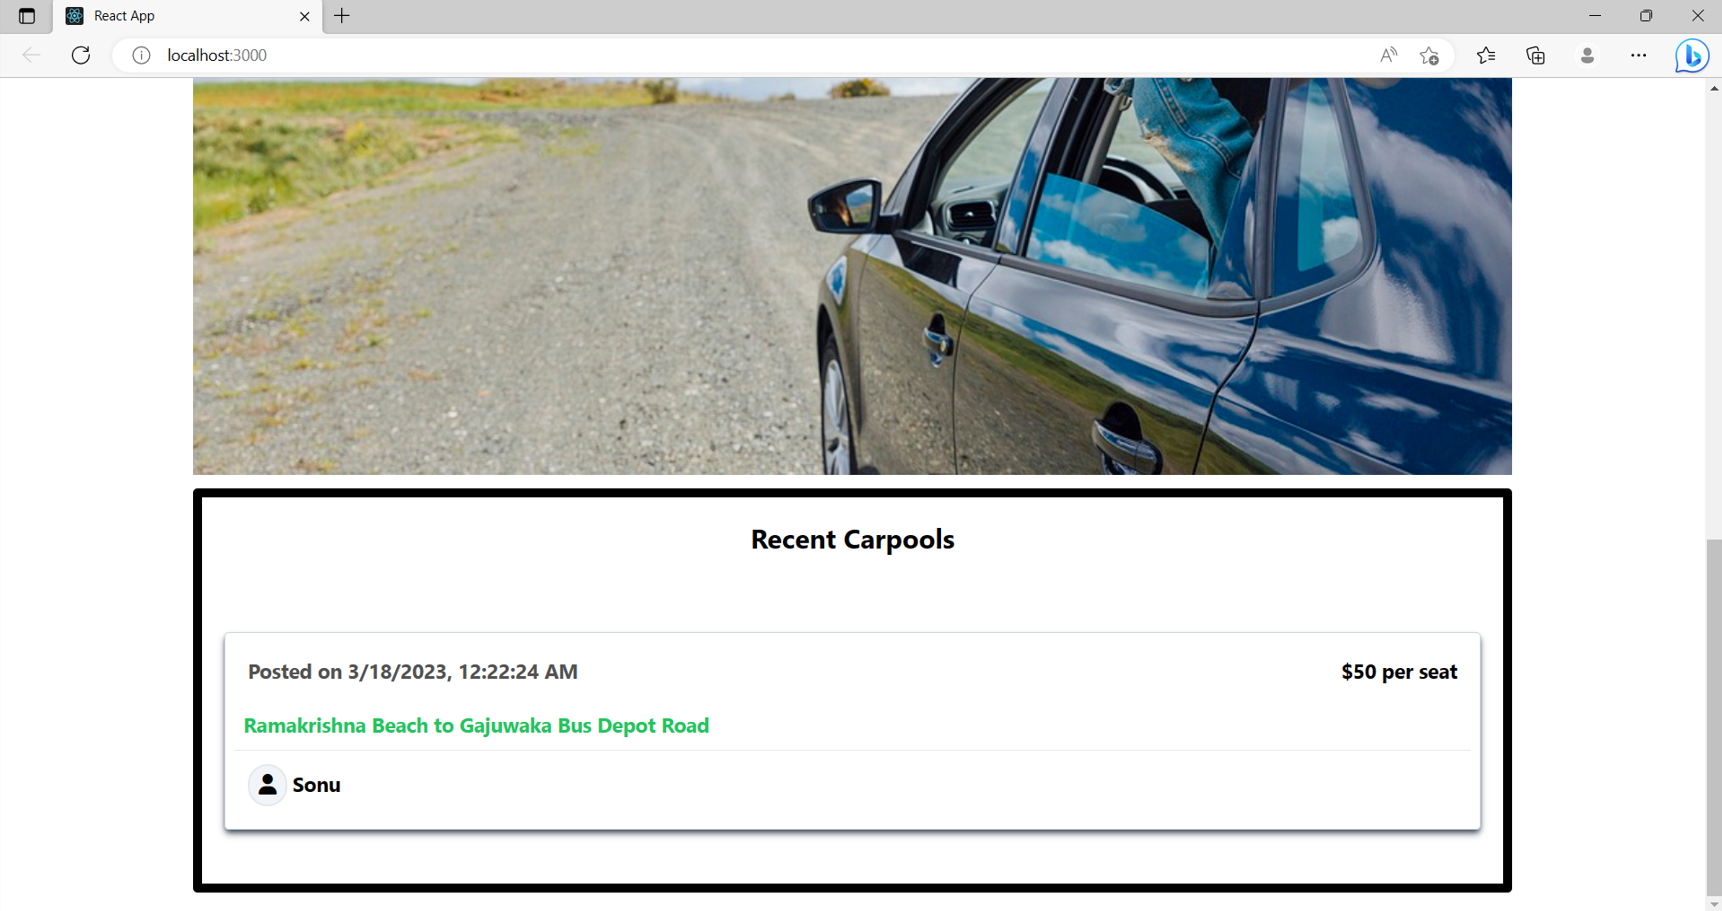 React App
localhost:3000
Recent Carpools
Posted on 3/18/2023, 12:22:24 AM
$50 per seat
Ramakrishna Beach to Gajuwaka Bus Depot Road
Sonu